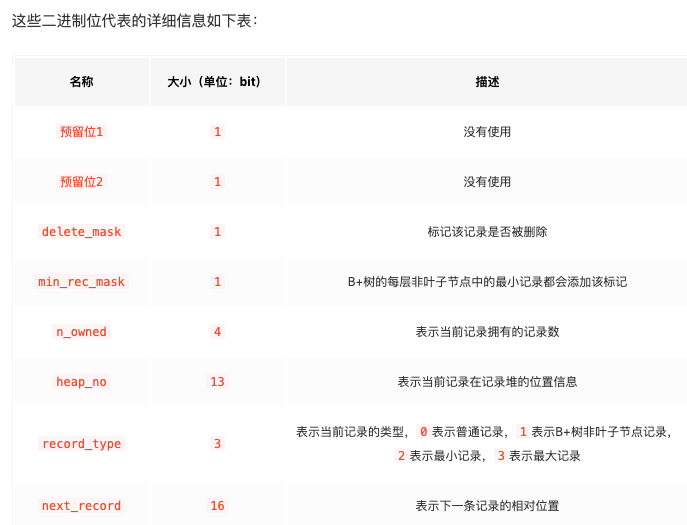 这些二进制位代表的详细信息如下表：
名称 大小（单位：bit） 描述
预留位1 1 没有使用
预留位2 1 没有使用
delete_mask 1 标记该记录是否被删除
min_rec_mask 1 B+树的每层非叶子节点中的最小记录都会添加该标记
n_owned 4 表示当前记录拥有的记录数
heap_no 13 表示当前记录在记录堆的位置信息
record_type 3 表示当前记录的类型，0 表示普通记录，1 表示B+树非叶子节点记录，
2 表示最小记录，3 表示最大记录
next_record 16 表示下一条记录的相对位置